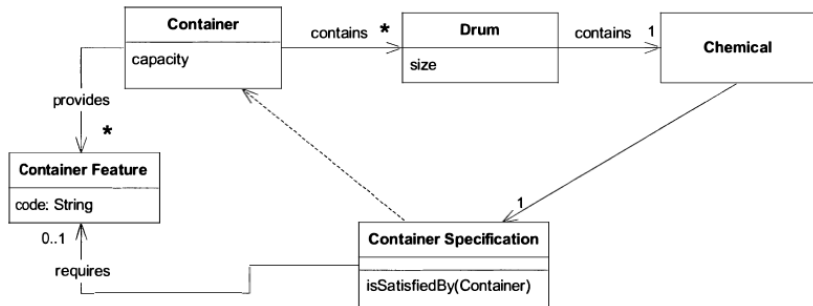 Container
capacity
contains
*
Drum
size
contains
1
Chemical
provides
*
Container Feature
code: String
0..1
requires
1
Container Specification
isSatisfiedBy(Container)